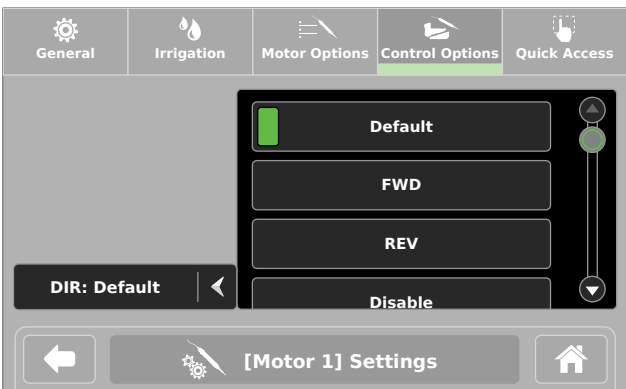 General
Irrigation
Motor Options
Control Options
Quick Access
Default
FWD
REV
DIR: Default
Disable
[Motor 1] Settings